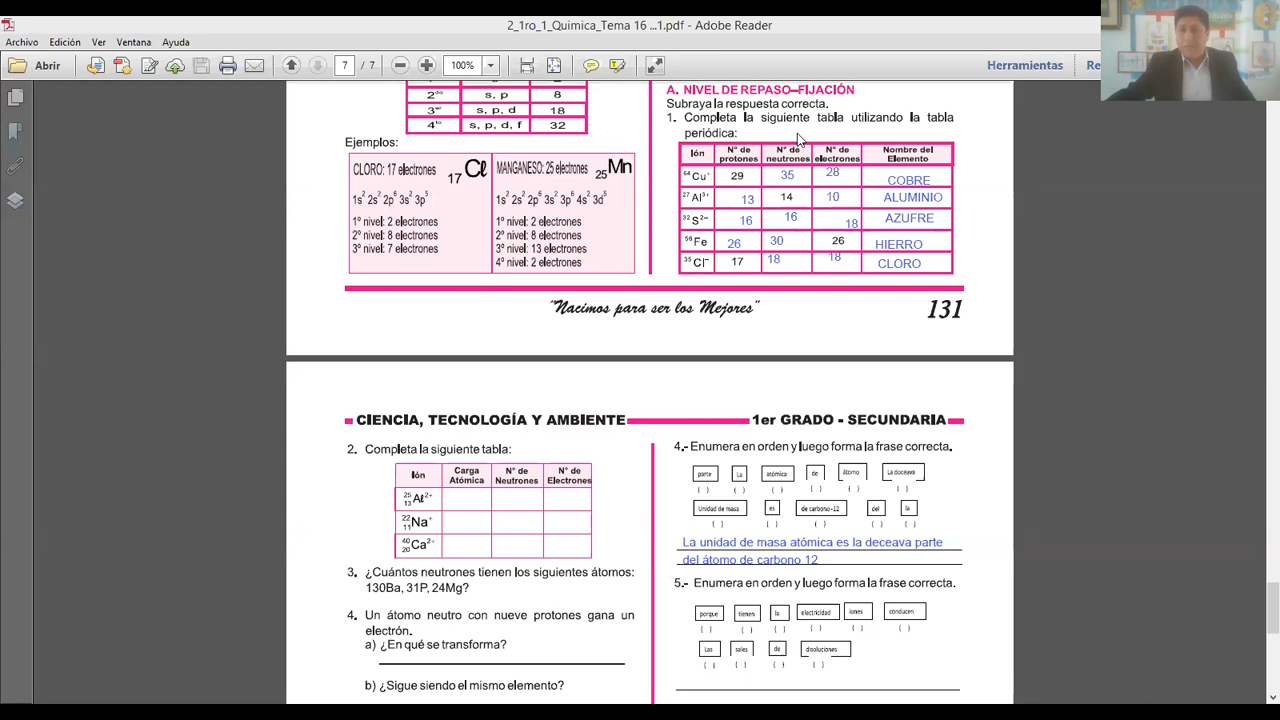 2_1ro_1_Quimica_Tema 16 ...1.pdf - Adobe Reader
Archivo Edición Ver Ventana Ayuda
Abrir 7 / 7 100% Herramientas
2do s, p 8
3er s, p, d 18
4to s, p, d, f 32
Ejemplos:
CLORO: 17 electrones 17Cℓ
1s2 2s2 2p6 3s2 3p5
1º nivel: 2 electrones
2º nivel: 8 electrones
3º nivel: 7 electrones
MANGANESO: 25 electrones 25Mn
1s2 2s2 2p6 3s2 3p6 4s2 3d5
1º nivel: 2 electrones
2º nivel: 8 electrones
3º nivel: 13 electrones
4º nivel: 2 electrones
A. NIVEL DE REPASO–FIJACIÓN
Subraya la respuesta correcta.
1. Completa la siguiente tabla utilizando la tabla
periódica:
Ión N° de protones N° de neutrones N° de electrones Nombre del Elemento
64Cu+ 29 35 28 COBRE
27Al3+ 13 14 10 ALUMINIO
32S2– 16 16 18 AZUFRE
56Fe 26 30 26 HIERRO
35Cl– 17 18 18 CLORO
"Nacimos para ser los Mejores" 131
CIENCIA, TECNOLOGÍA Y AMBIENTE 1er GRADO - SECUNDARIA
2. Completa la siguiente tabla:
Ión Carga Atómica N° de Neutrones N° de Electrones
25 13 Aℓ2+
22 11 Na+
40 20 Ca2+
3. ¿Cuántos neutrones tienen los siguientes átomos:
130Ba, 31P, 24Mg?
4. Un átomo neutro con nueve protones gana un
electrón.
a) ¿En qué se transforma?
b) ¿Sigue siendo el mismo elemento?
4.- Enumera en orden y luego forma la frase correcta.
parte La atómica de átomo La doceava
( ) ( ) ( ) ( ) ( ) ( )
Unidad de masa es de carbono -12 del la
( ) ( ) ( ) ( ) ( )
La unidad de masa atómica es la deceava parte
del átomo de carbono 12
5.- Enumera en orden y luego forma la frase correcta.
porque tienen la electricidad iones conducen
( ) ( ) ( ) ( ) ( ) ( )
Las sales de disoluciones
( ) ( ) ( ) ( )